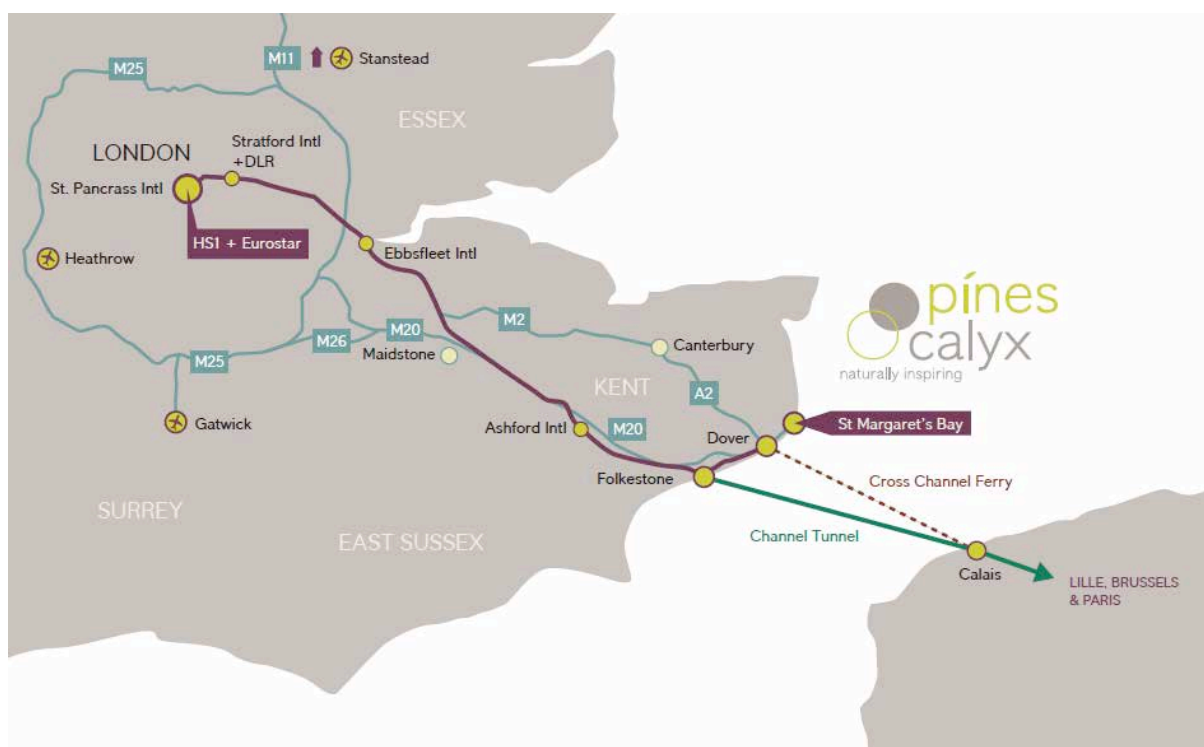 M25
M11
Stanstead
ESSEX
LONDON
Stratford Intl
+DLR
St. Pancrass Intl
HS1 + Eurostar
Ebbsfleet Intl
Heathrow
pínes
calyx
naturally inspiring
M2
M20
M26
M25
Maidstone
Canterbury
KENT
A2
Gatwick
Ashford Intl
M20
Dover
St Margaret's Bay
Folkestone
Cross Channel Ferry
SURREY
EAST SUSSEX
Channel Tunnel
Calais
LILLE, BRUSSELS
& PARIS